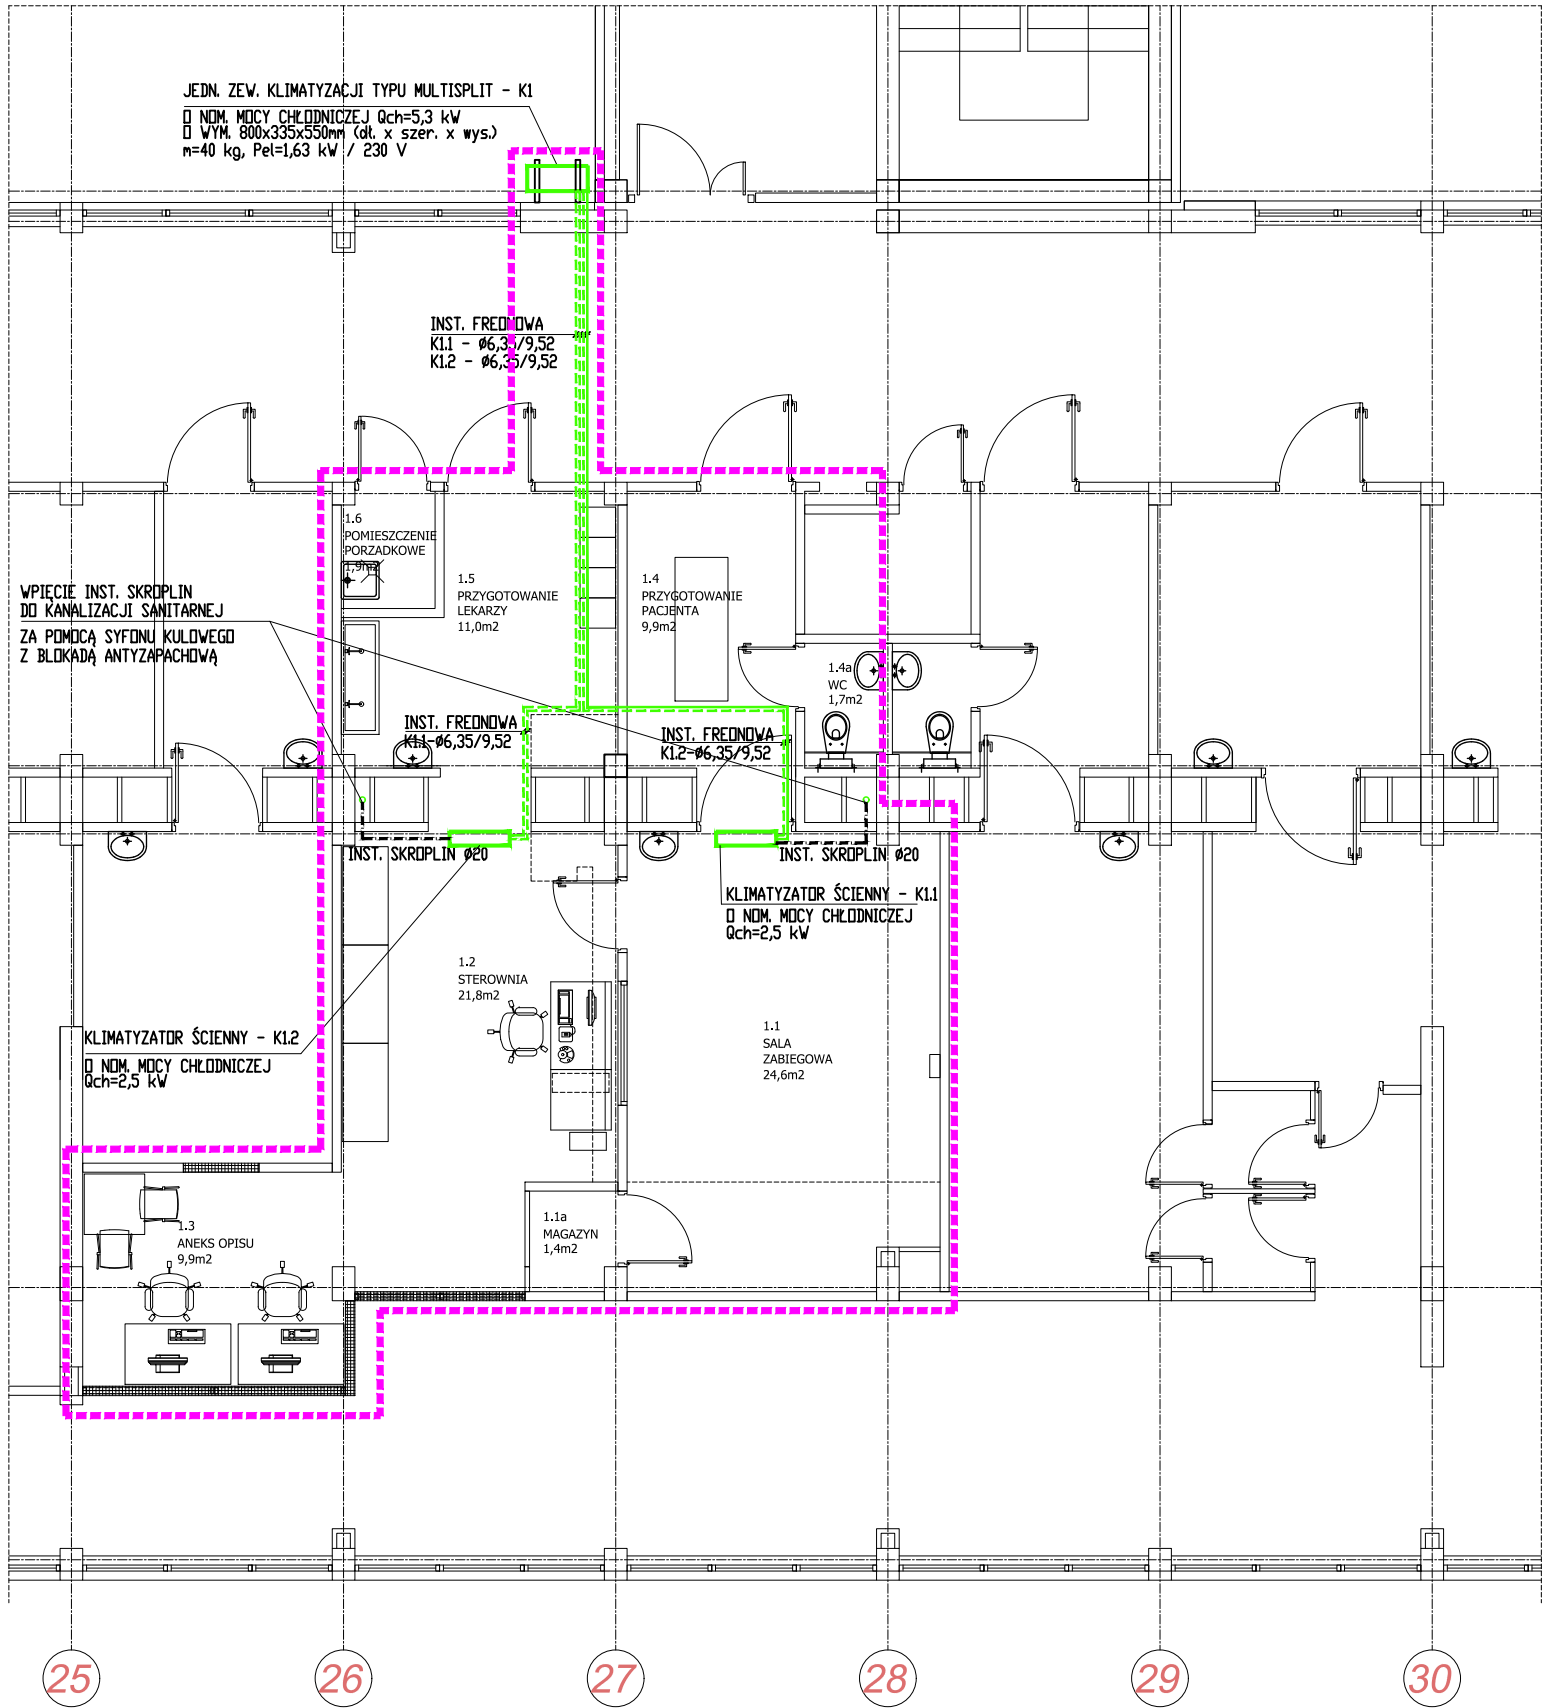 JEDN. ZEW. KLIMATYZACJI TYPU MULTISPLIT - K1
O NOM. MOCY CHŁODNICZEJ Qch=5,3 kW
O WYM. 800x335x550mm (dł. x szer. x wys.)
m=40 kg, Pel=1,63 kW / 230 V
INST. FREONOWA
K1.1 - Ø6,35/9,52
K1.2 - Ø6,35/9,52
1.6
POMIESZCZENIE
PORZADKOWE
1,9m2
1.5
PRZYGOTOWANIE
LEKARZY
11,0m2
1.4
PRZYGOTOWANIE
PACJENTA
9,9m2
WPIĘCIE INST. SKROPLIN
DO KANALIZACJI SANITARNEJ
ZA POMOCĄ SYFONU KULOWEGO
Z BLOKADĄ ANTYZAPACHOWĄ
1.4a
WC
1,7m2
INST. FREONOWA
K1.1-Ø6,35/9,52
INST. FREONOWA
K1.2-Ø6,35/9,52
INST. SKROPLIN Ø20
INST. SKROPLIN Ø20
KLIMATYZATOR ŚCIENNY - K1.1
O NOM. MOCY CHŁODNICZEJ
Qch=2,5 kW
1.2
STEROWNIA
21,8m2
KLIMATYZATOR ŚCIENNY - K1.2
O NOM. MOCY CHŁODNICZEJ
Qch=2,5 kW
1.1
SALA
ZABIEGOWA
24,6m2
1.3
ANEKS OPISU
9,9m2
1.1a
MAGAZYN
1,4m2
25
26
27
28
29
30